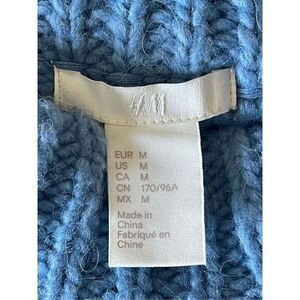 H&M
EUR M
US M
CA M
CN 170/96A
MX M
Made in
China
Fabriqué en
Chine